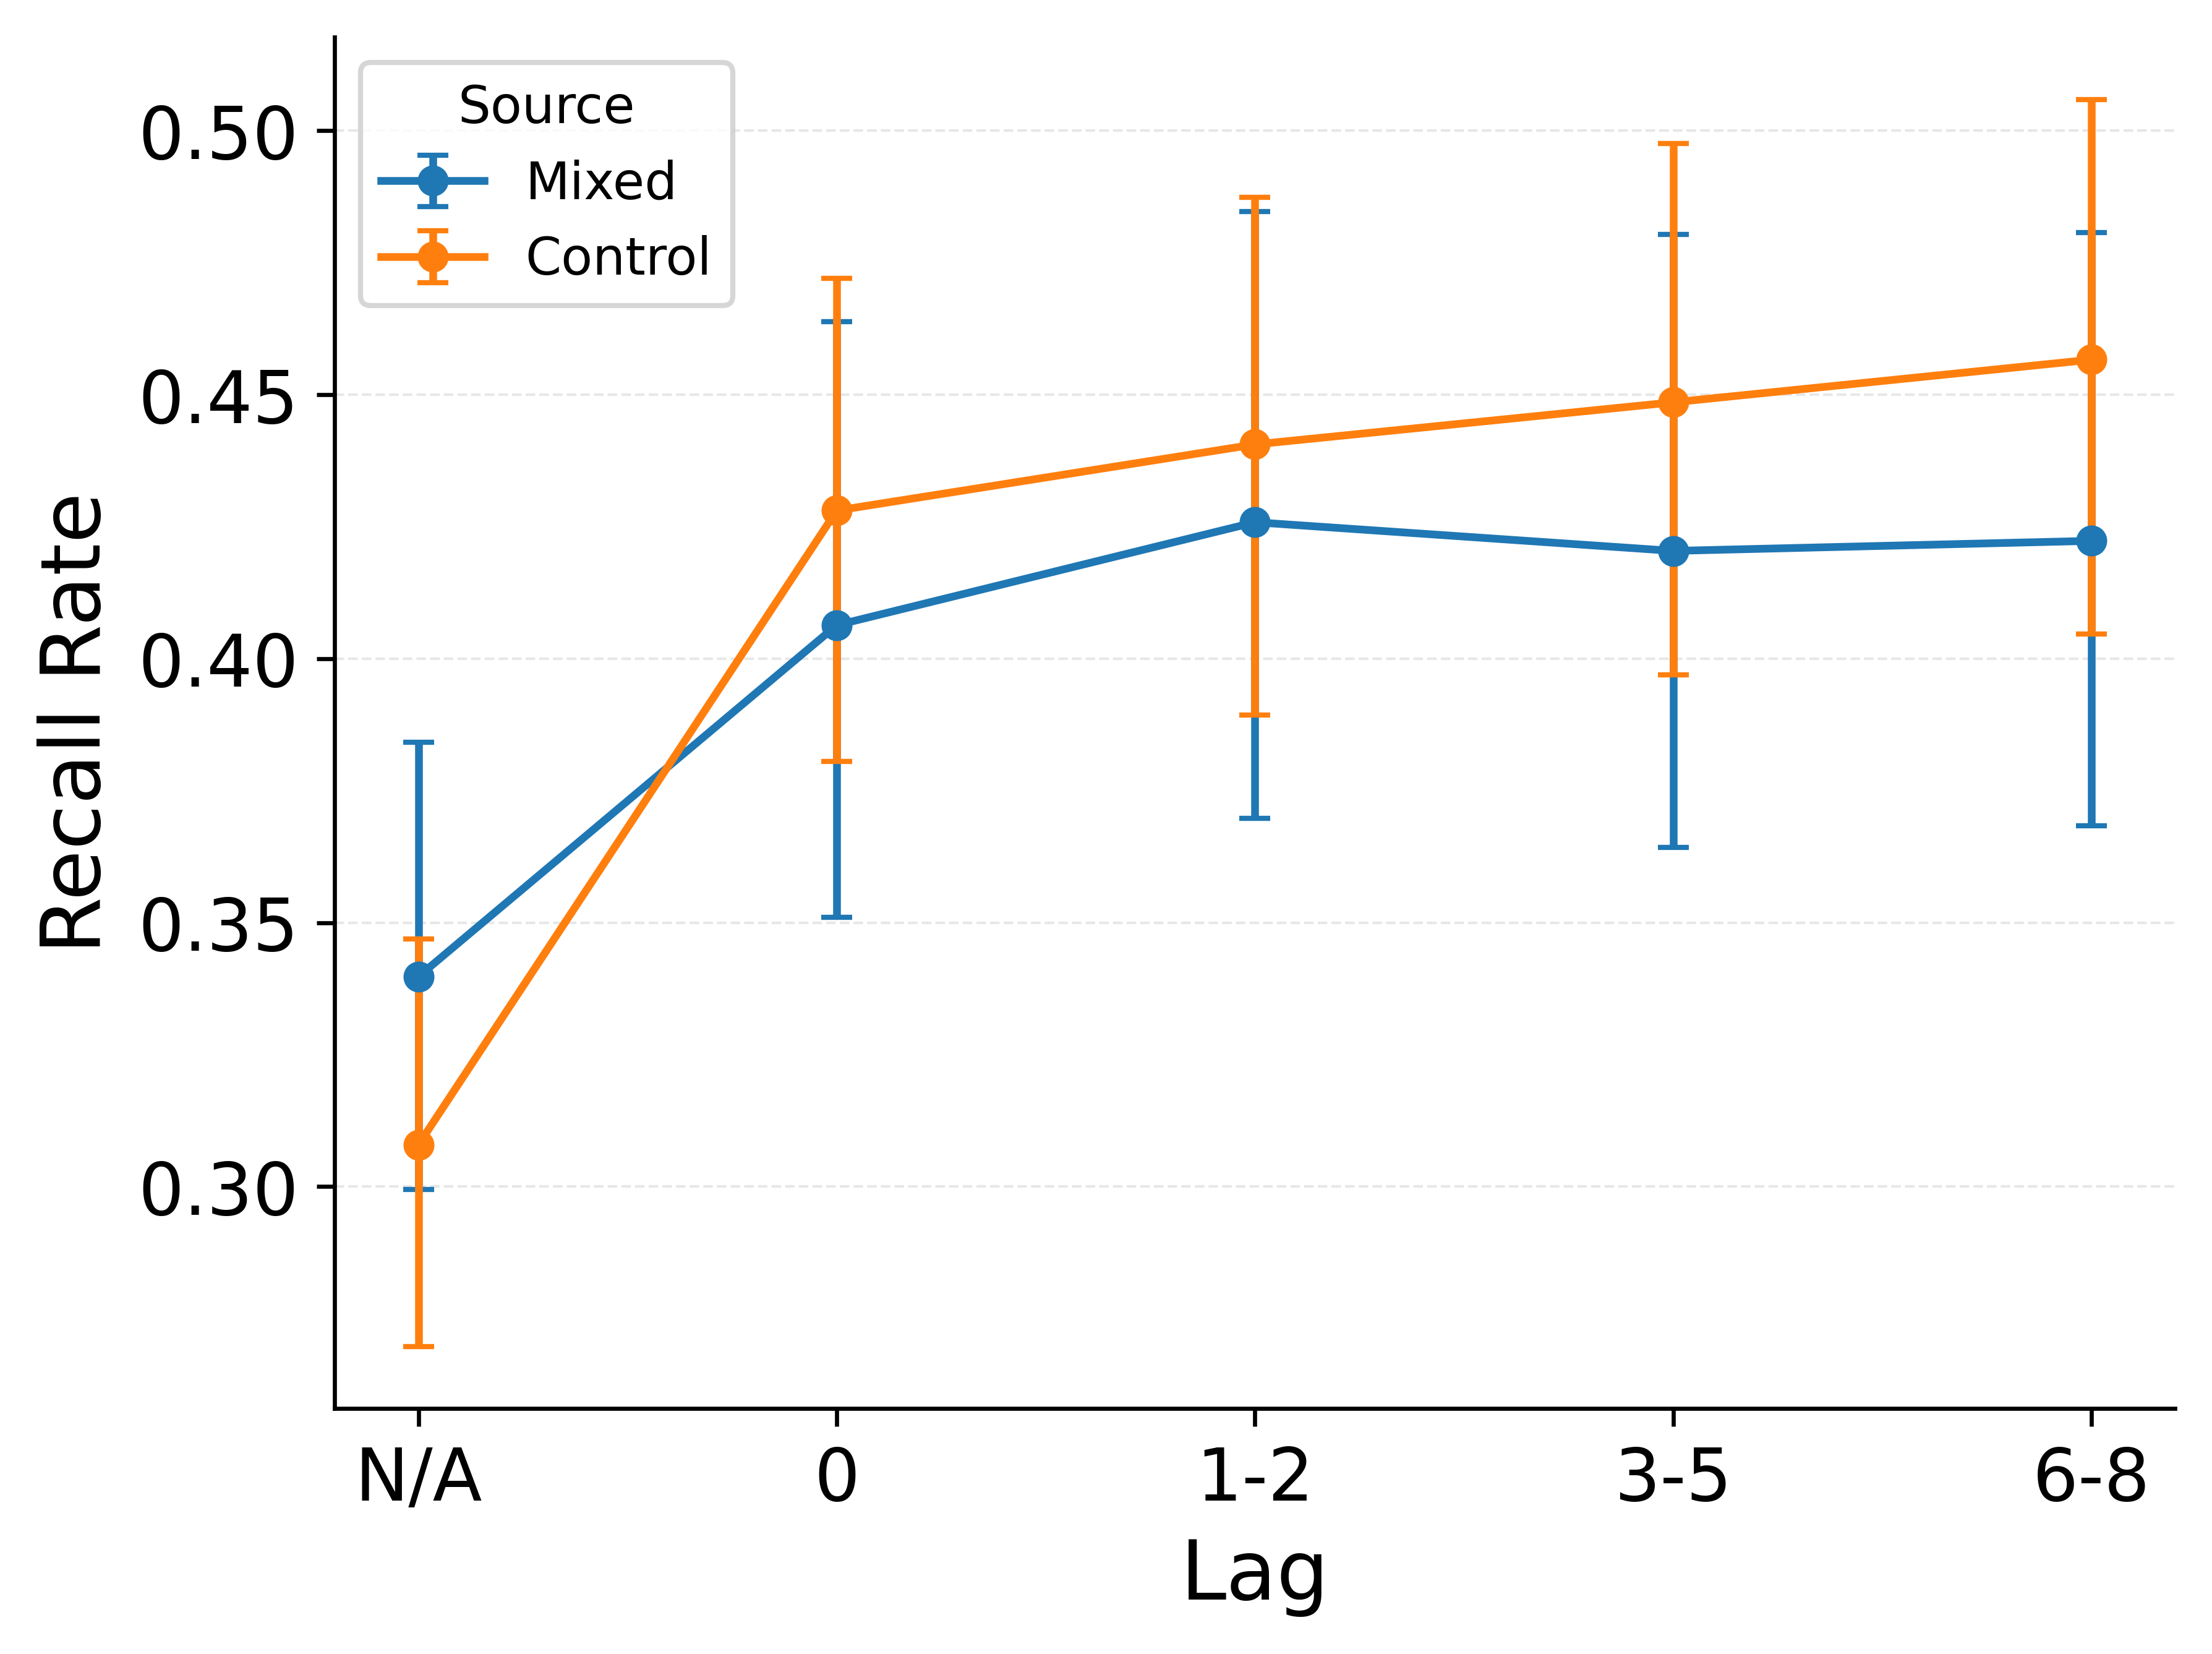 Source
Mixed
Control
0.50
0.45
0.40
0.35
0.30
Recall Rate
N/A 0 1-2 3-5 6-8
Lag